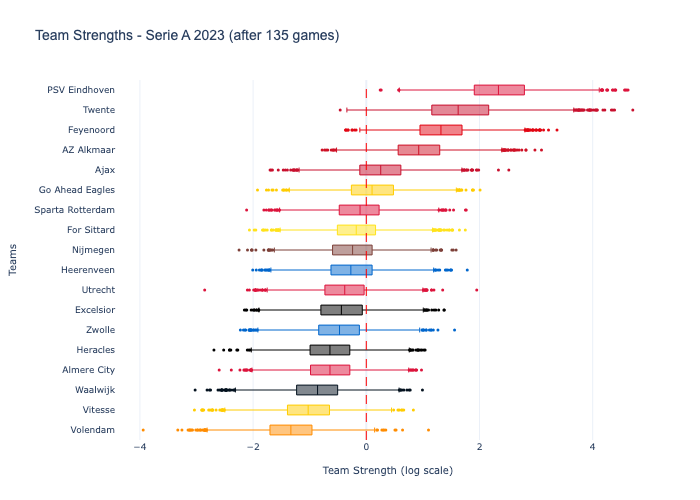 Team Strengths - Serie A 2023 (after 135 games)
PSV Eindhoven
Twente
Feyenoord
AZ Alkmaar
Ajax
Go Ahead Eagles
Sparta Rotterdam
For Sittard
Nijmegen
Heerenveen
Utrecht
Excelsior
Zwolle
Heracles
Almere City
Waalwijk
Vitesse
Volendam
Teams
−4 −2 0 2 4
Team Strength (log scale)